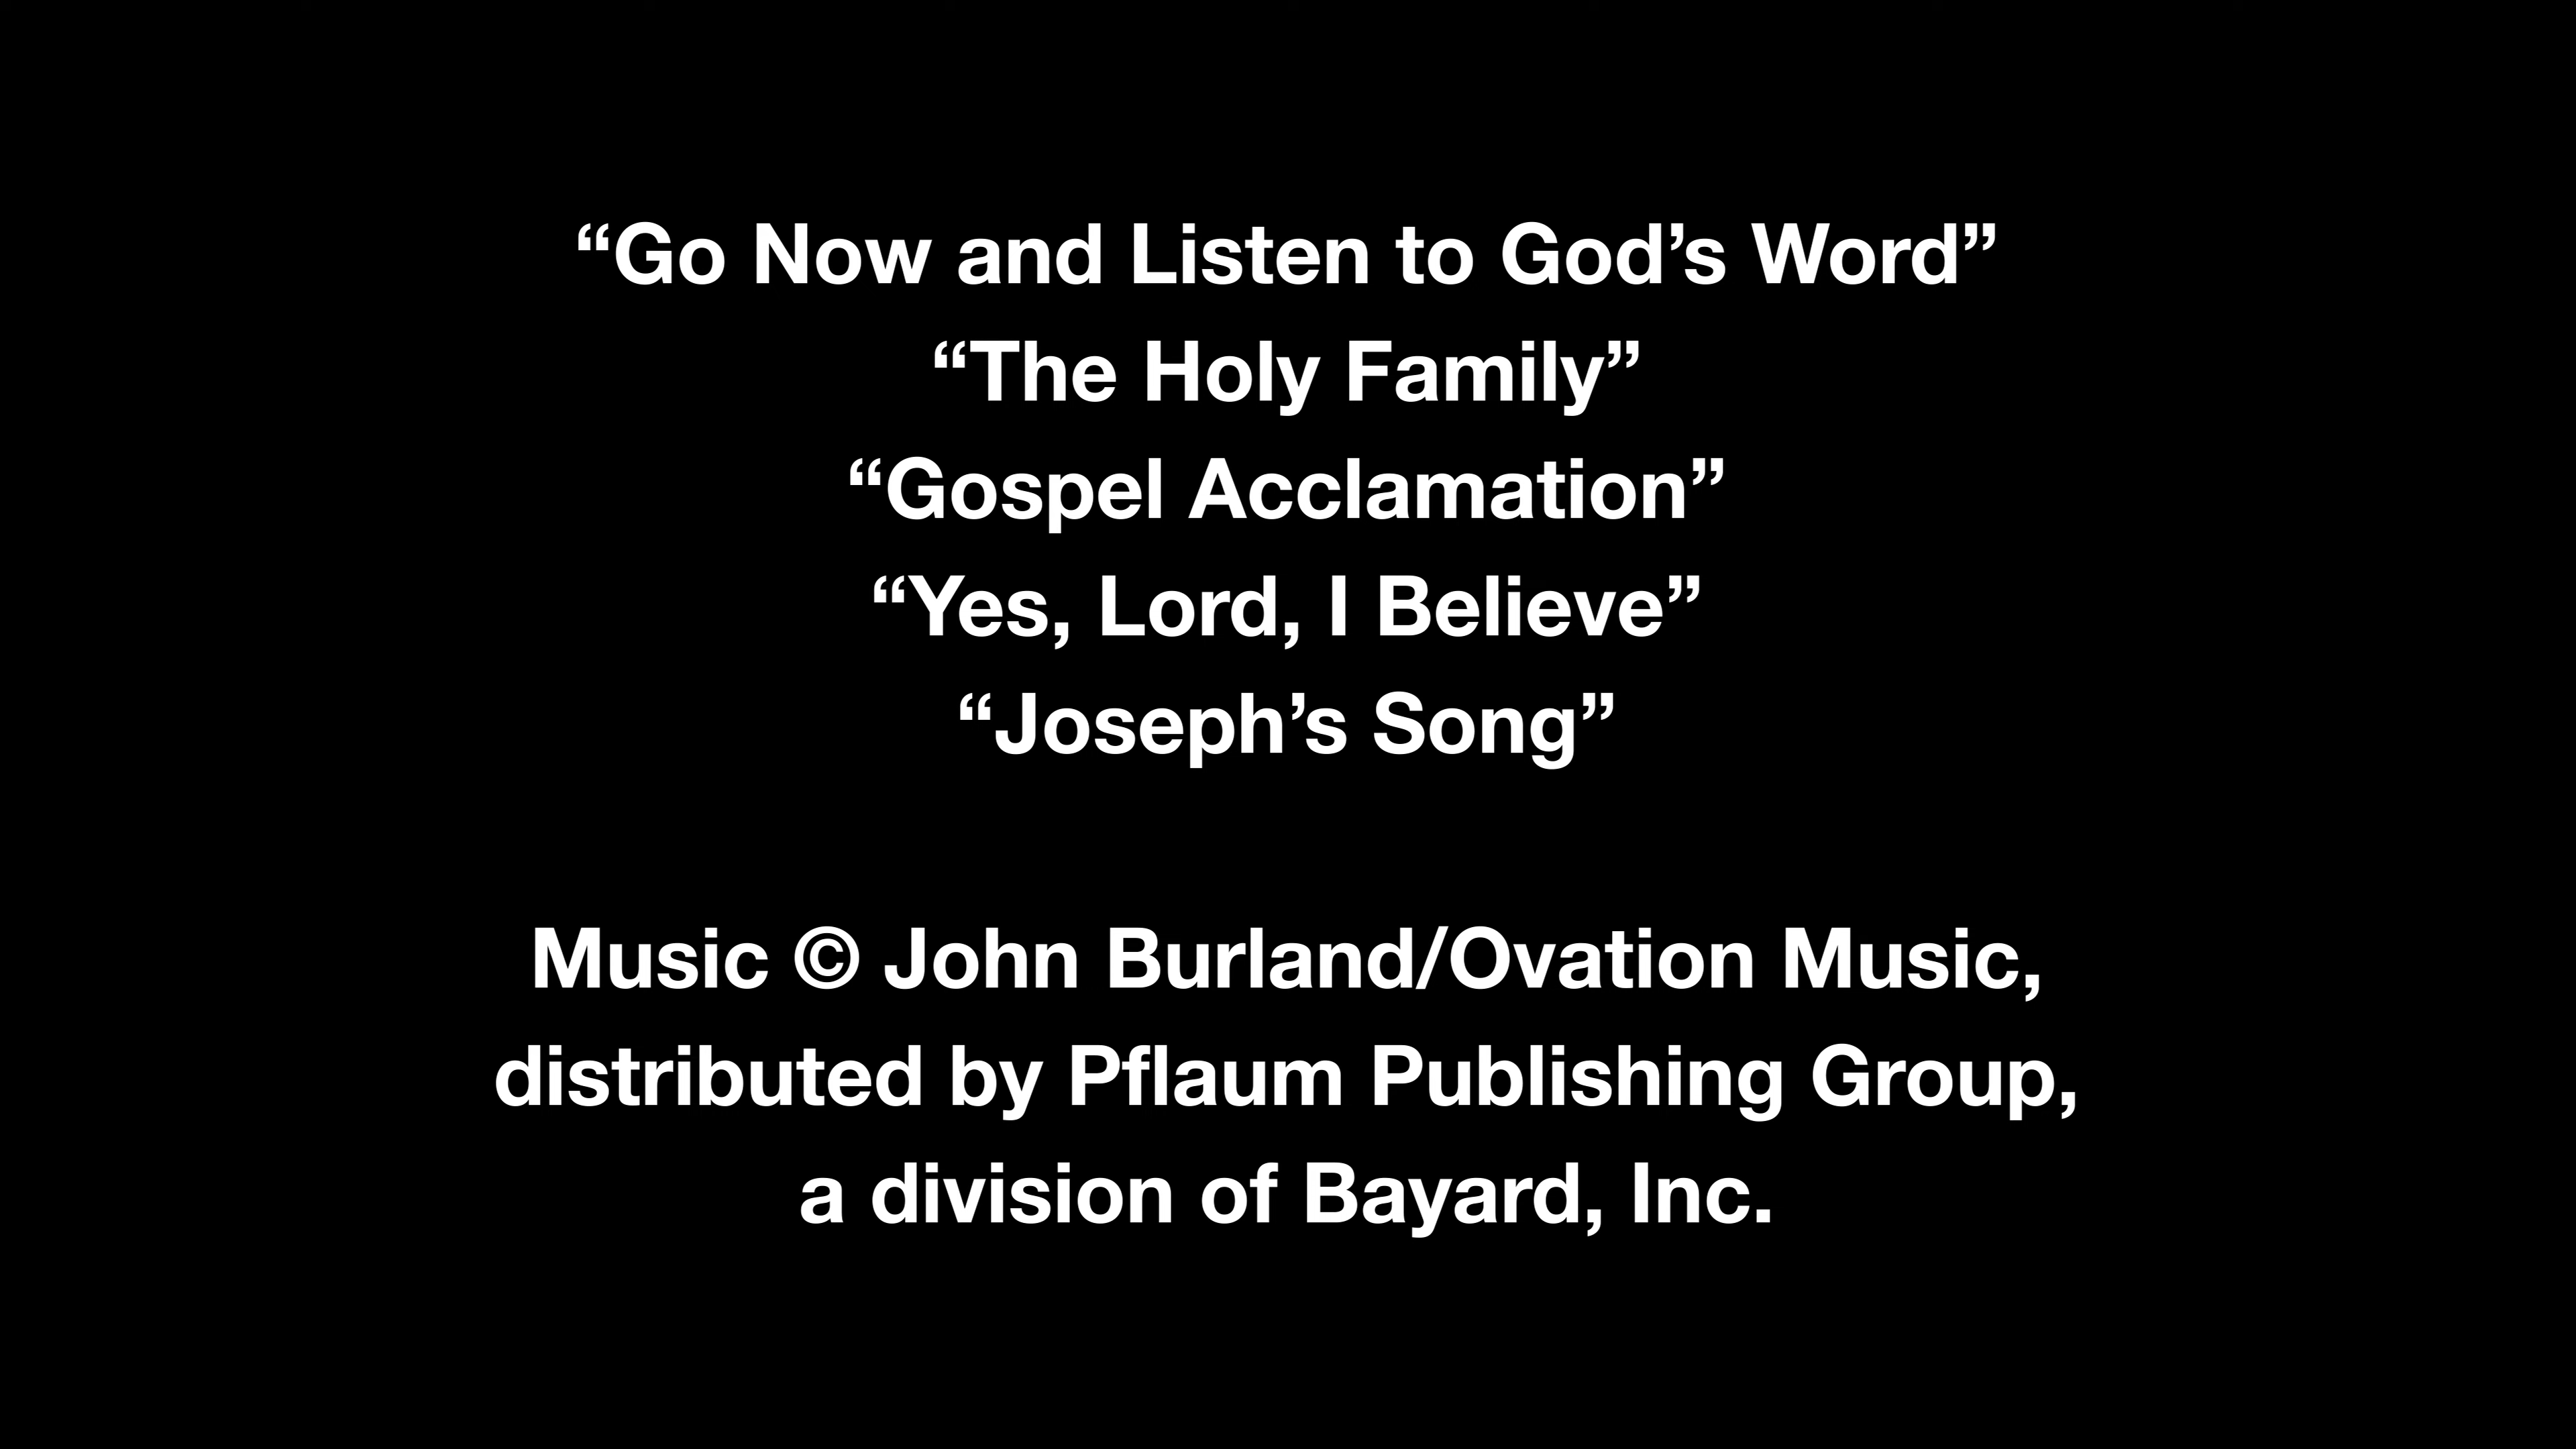 “Go Now and Listen to God’s Word”
“The Holy Family”
“Gospel Acclamation”
“Yes, Lord, I Believe”
“Joseph’s Song”
Music © John Burland/Ovation Music,
distributed by Pflaum Publishing Group,
a division of Bayard, Inc.